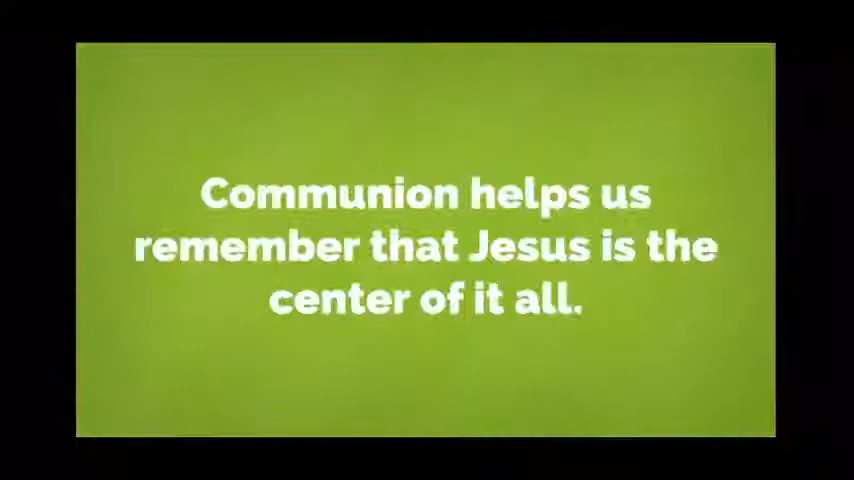 Communion helps us
remember that Jesus is the
center of it all.